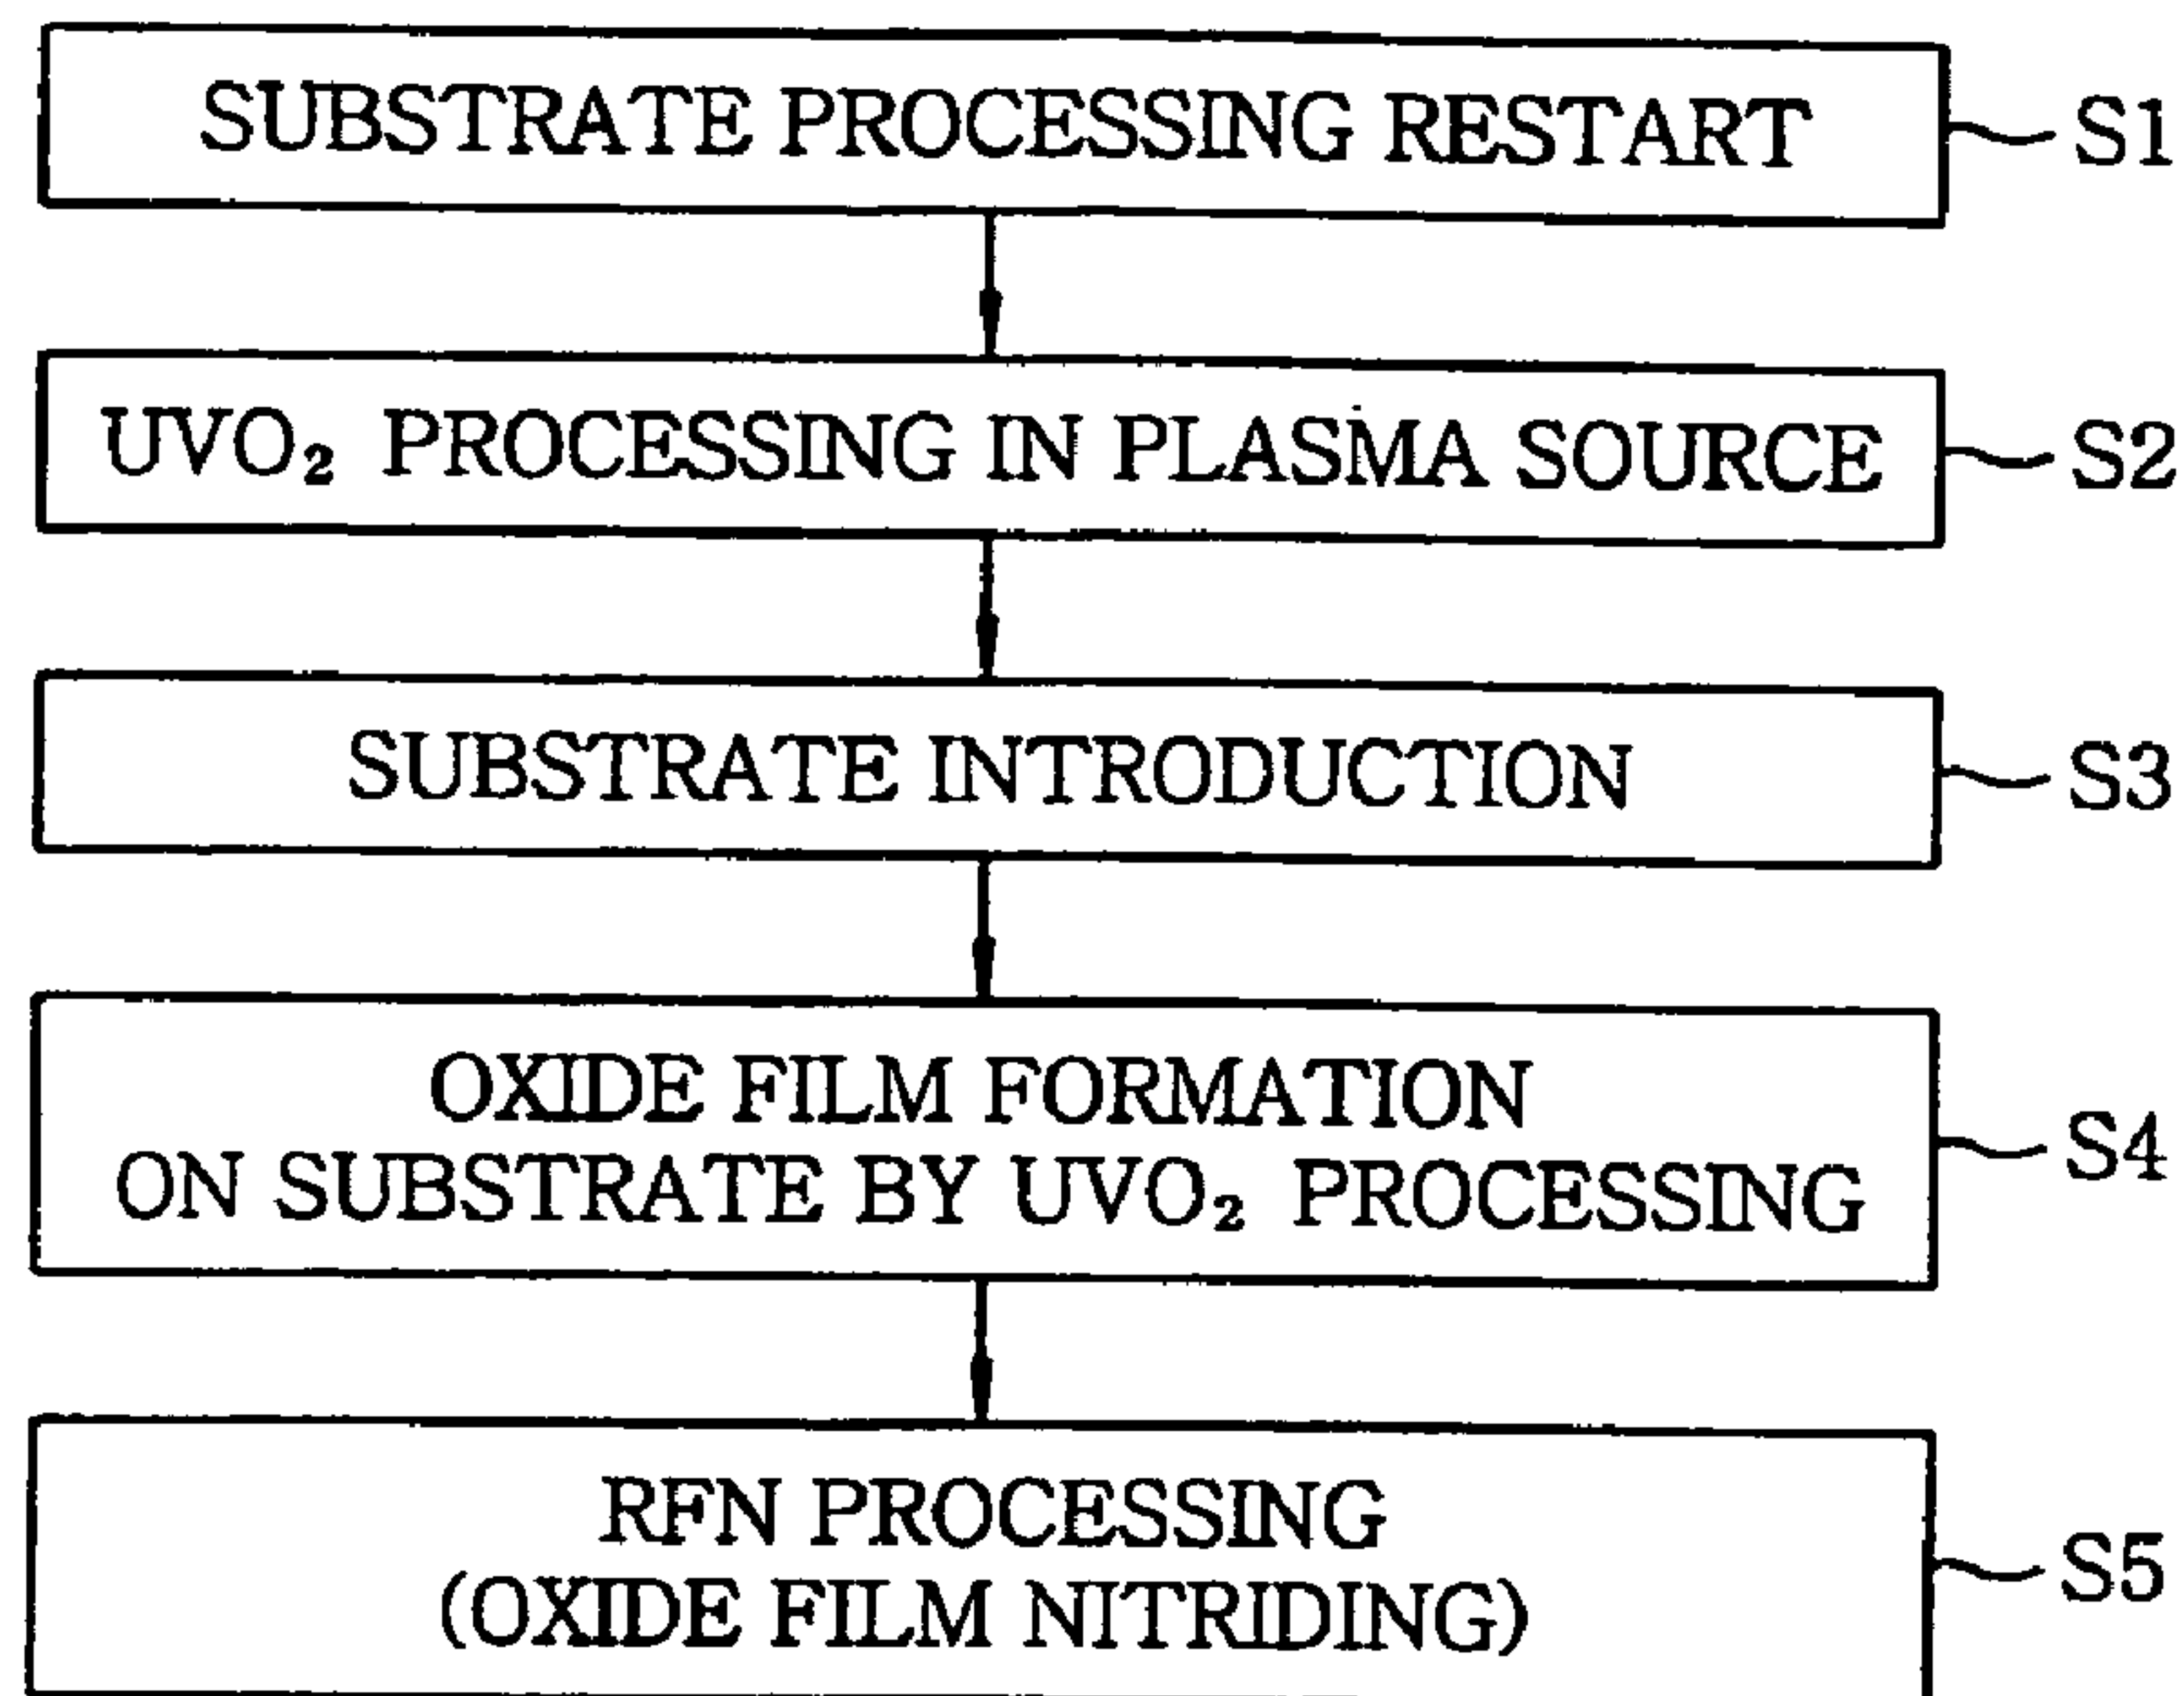 SUBSTRATE PROCESSING RESTART S1
UVO₂ PROCESSING IN PLASMA SOURCE S2
SUBSTRATE INTRODUCTION S3
OXIDE FILM FORMATION
ON SUBSTRATE BY UVO₂ PROCESSING S4
RFN PROCESSING
(OXIDE FILM NITRIDING) S5